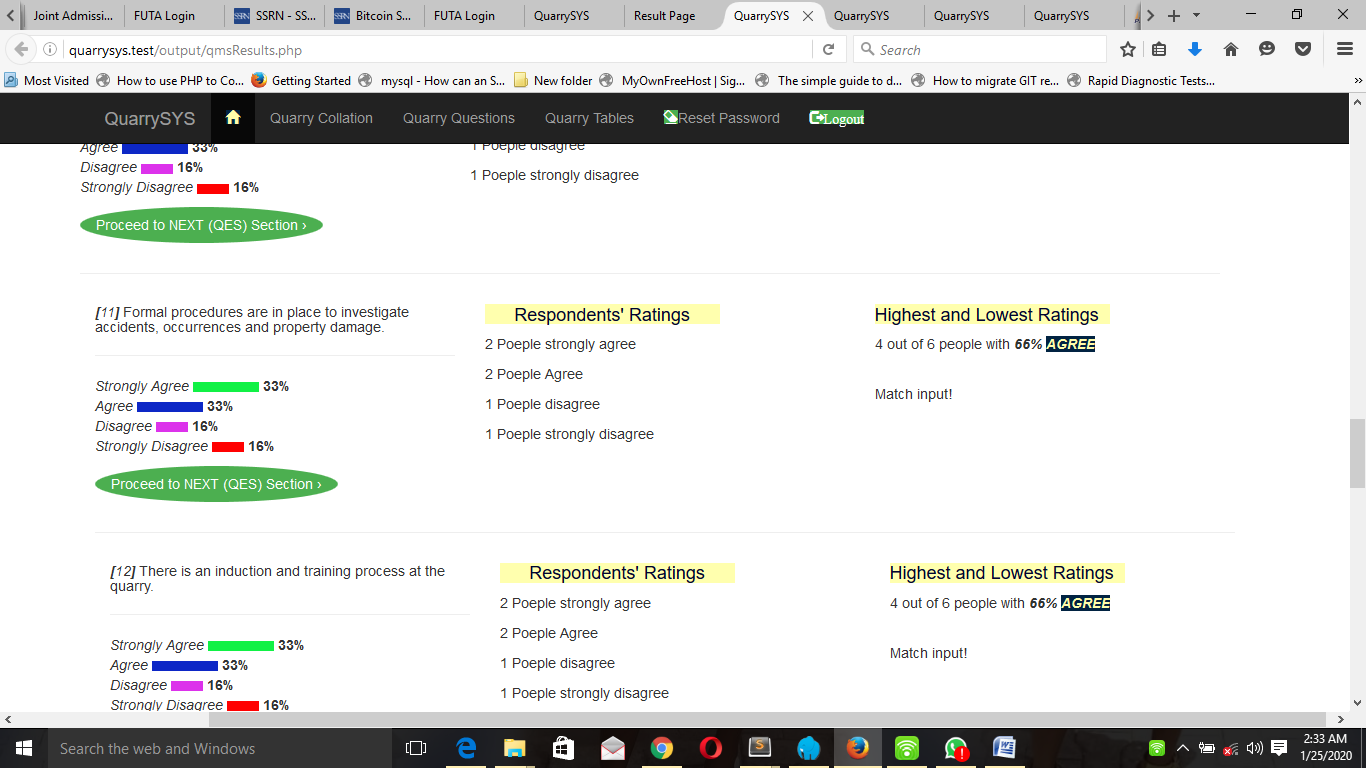 Joint Admissi... FUTA Login SSRN - SS... Bitcoin S... FUTA Login QuarrySYS Result Page QuarrySYS QuarrySYS QuarrySYS QuarrySYS
quarrysys.test/output/qmsResults.php Search
Most Visited How to use PHP to Co... Getting Started mysql - How can an S... New folder MyOwnFreeHost | Sig... The simple guide to d... How to migrate GIT re... Rapid Diagnostic Tests...
QuarrySYS Quarry Collation Quarry Questions Quarry Tables Reset Password Logout
Agree 33%
Disagree 16%
Strongly Disagree 16%
Proceed to NEXT (QES) Section ›
1 Poeple disagree
1 Poeple strongly disagree
[11] Formal procedures are in place to investigate
accidents, occurrences and property damage.
Strongly Agree 33%
Agree 33%
Disagree 16%
Strongly Disagree 16%
Proceed to NEXT (QES) Section ›
Respondents' Ratings
2 Poeple strongly agree
2 Poeple Agree
1 Poeple disagree
1 Poeple strongly disagree
Highest and Lowest Ratings
4 out of 6 people with 66% AGREE
Match input!
[12] There is an induction and training process at the
quarry.
Strongly Agree 33%
Agree 33%
Disagree 16%
Strongly Disagree 16%
Respondents' Ratings
2 Poeple strongly agree
2 Poeple Agree
1 Poeple disagree
1 Poeple strongly disagree
Highest and Lowest Ratings
4 out of 6 people with 66% AGREE
Match input!
Search the web and Windows
2:33 AM
1/25/2020